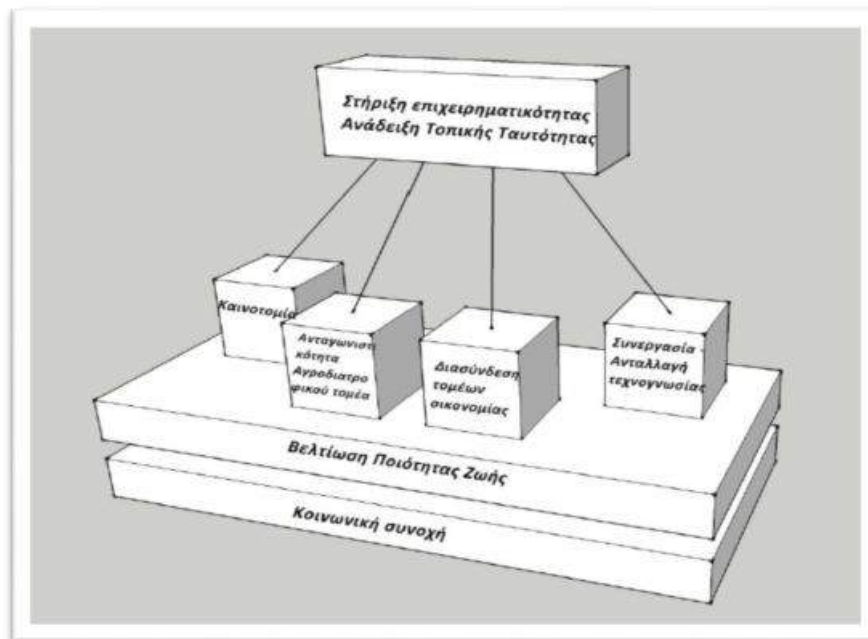 Στήριξη επιχειρηματικότητας
Ανάδειξη Τοπικής Ταυτότητας
Καινοτομία
Ανταγωνιστι
κότητα
Αγροδιατρο
φικού τομέα
Διασύνδεση
τομέων
οικονομίας
Συνεργασία -
Ανταλλαγή
τεχνογνωσίας
Βελτίωση Ποιότητας Ζωής
Κοινωνική συνοχή